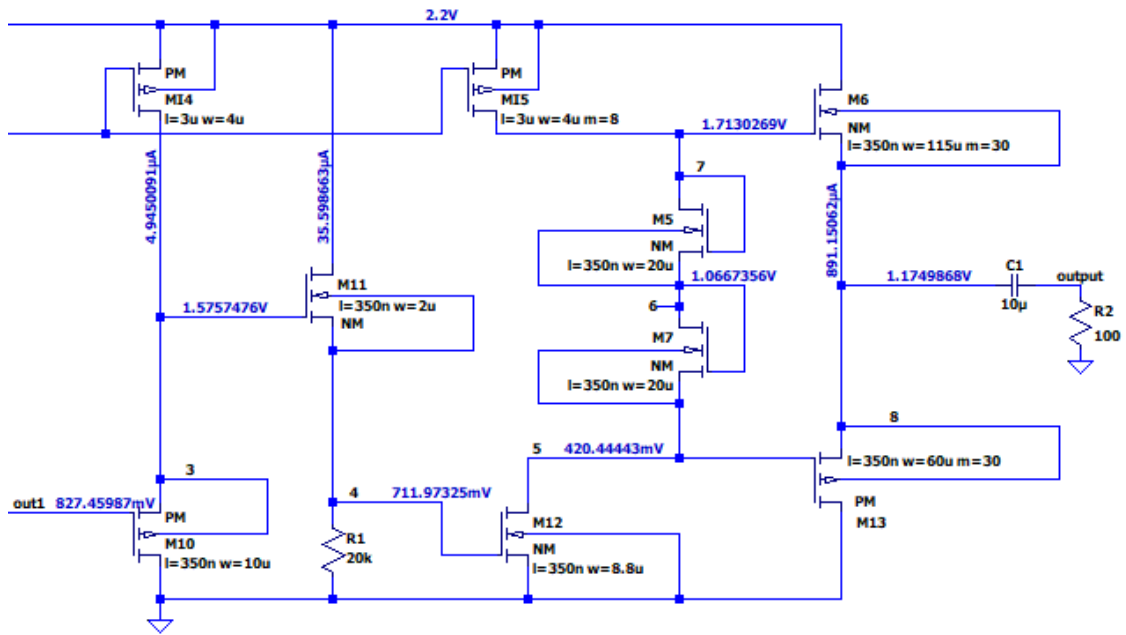 2.2V
PM
MI4
l=3u w=4u
PM
MI5
l=3u w=4u m=8
M6
NM
l=350n w=115u m=30
1.7130269V
4.9450091µA
35.598663µA
7
M5
NM
l=350n w=20u
891.15062µA
1.0667356V
1.1749868V
C1
10µ
output
R2
100
M11
l=350n w=2u
NM
1.5757476V
6
M7
NM
l=350n w=20u
8
3
5
420.44443mV
l=350n w=60u m=30
PM
M13
out1
827.45987mV
4
711.97325mV
PM
M10
l=350n w=10u
R1
20k
M12
NM
l=350n w=8.8u